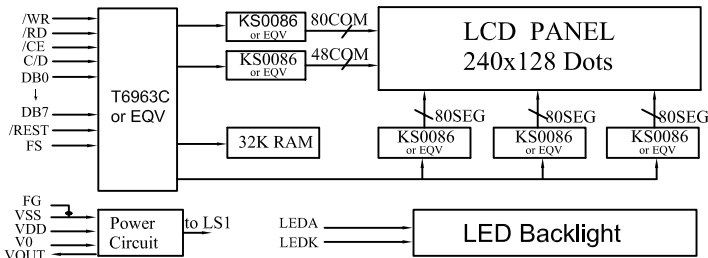 /WR
/RD
/CE
C/D
DB0
DB7
/REST
FS
T6963C
or EQV
KS0086
or EQV
80COM
KS0086
or EQV
48COM
LCD PANEL
240x128 Dots
80SEG
80SEG
80SEG
KS0086
or EQV
KS0086
or EQV
KS0086
or EQV
32K RAM
FG
VSS
VDD
V0
VOUT
Power
Circuit
to LS1
LEDA
LEDK
LED Backlight